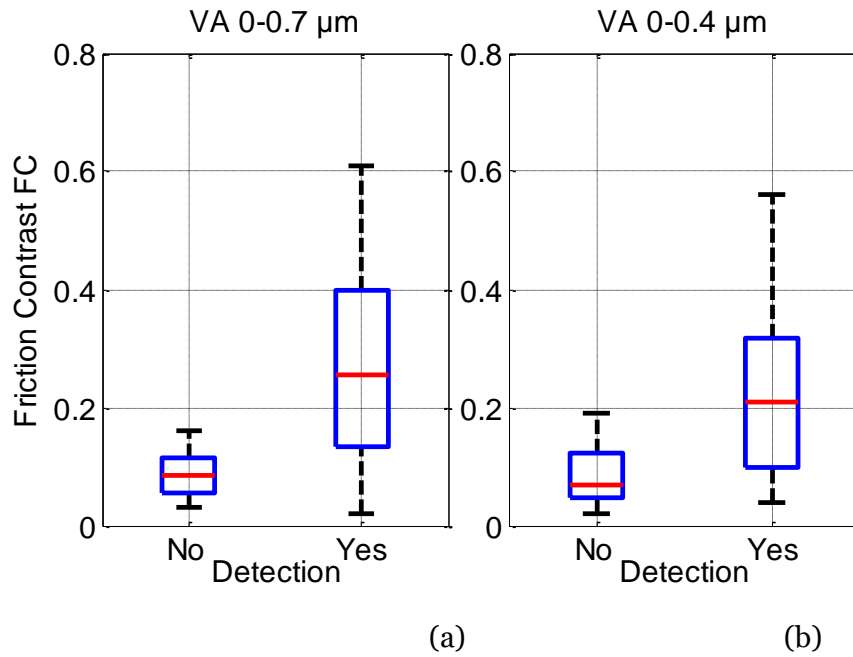 VA 0-0.7 µm
VA 0-0.4 µm
Friction Contrast FC
0.8
0.6
0.4
0.2
0
No
Yes
Detection
0.8
0.6
0.4
0.2
0
No
Yes
Detection
(a)
(b)